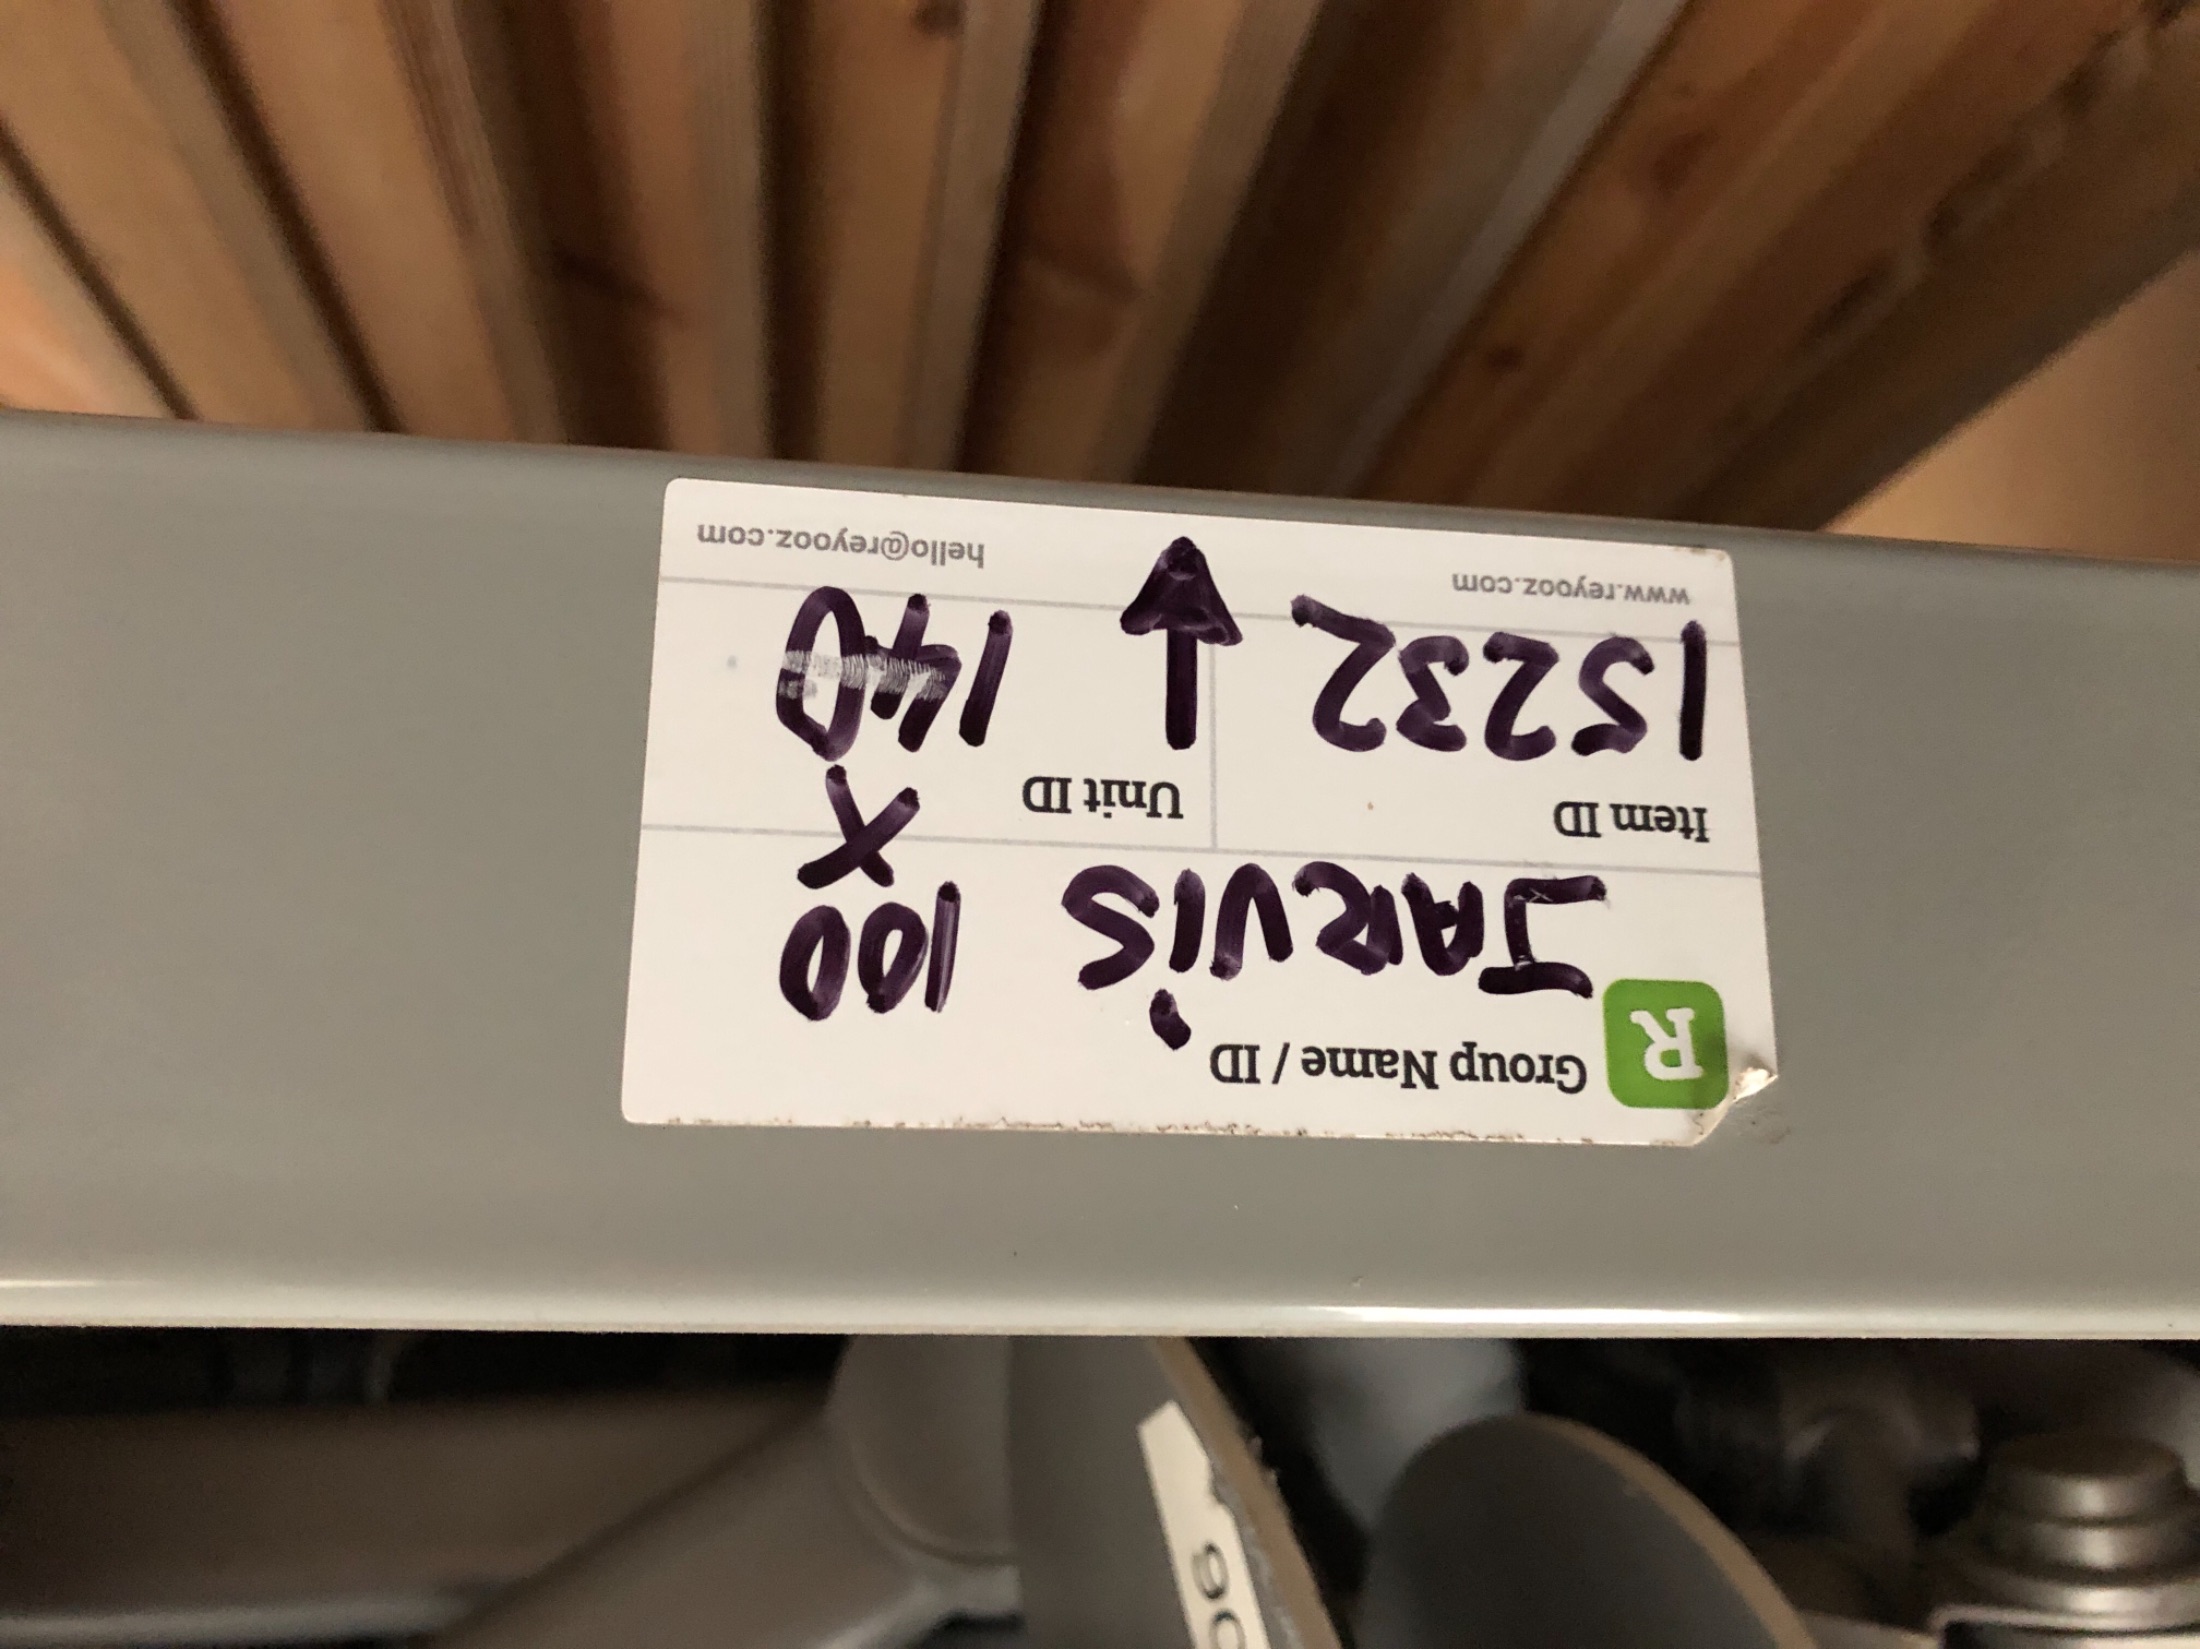 R Group Name / ID
JARViS 100
X
Item ID Unit ID
15232 ↓ 140
www.reyooz.com hello@reyooz.com